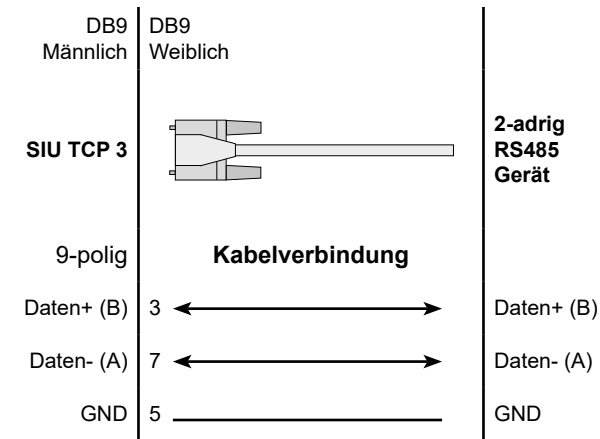 DB9 DB9
Männlich Weiblich
SIU TCP 3
2-adrig
RS485
Gerät
9-polig Kabelverbindung
Daten+ (B) 3 Daten+ (B)
Daten- (A) 7 Daten- (A)
GND 5 GND